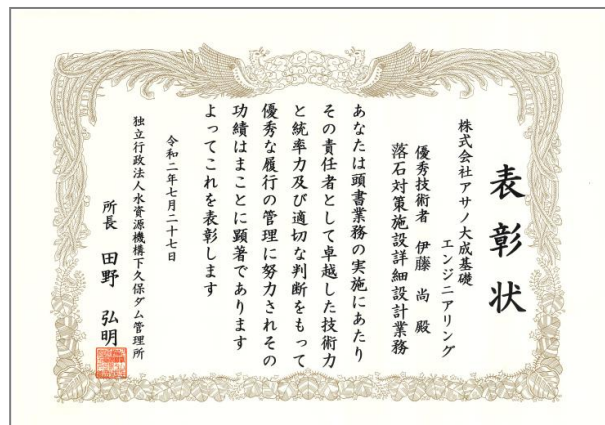 表彰状
株式会社アサノ大成基礎
エンジニアリング
優秀技術者 伊藤 尚 殿
落石対策施設詳細設計業務
あなたは頭書業務の実施にあたり
その責任者として卓越した技術力
と統率力及び適切な判断をもって
優秀な履行の管理に努力されその
功績はまことに顕著であります
よってこれを表彰します
令和二年七月二十七日
独立行政法人水資源機構下久保ダム管理所
所長 田野 弘明